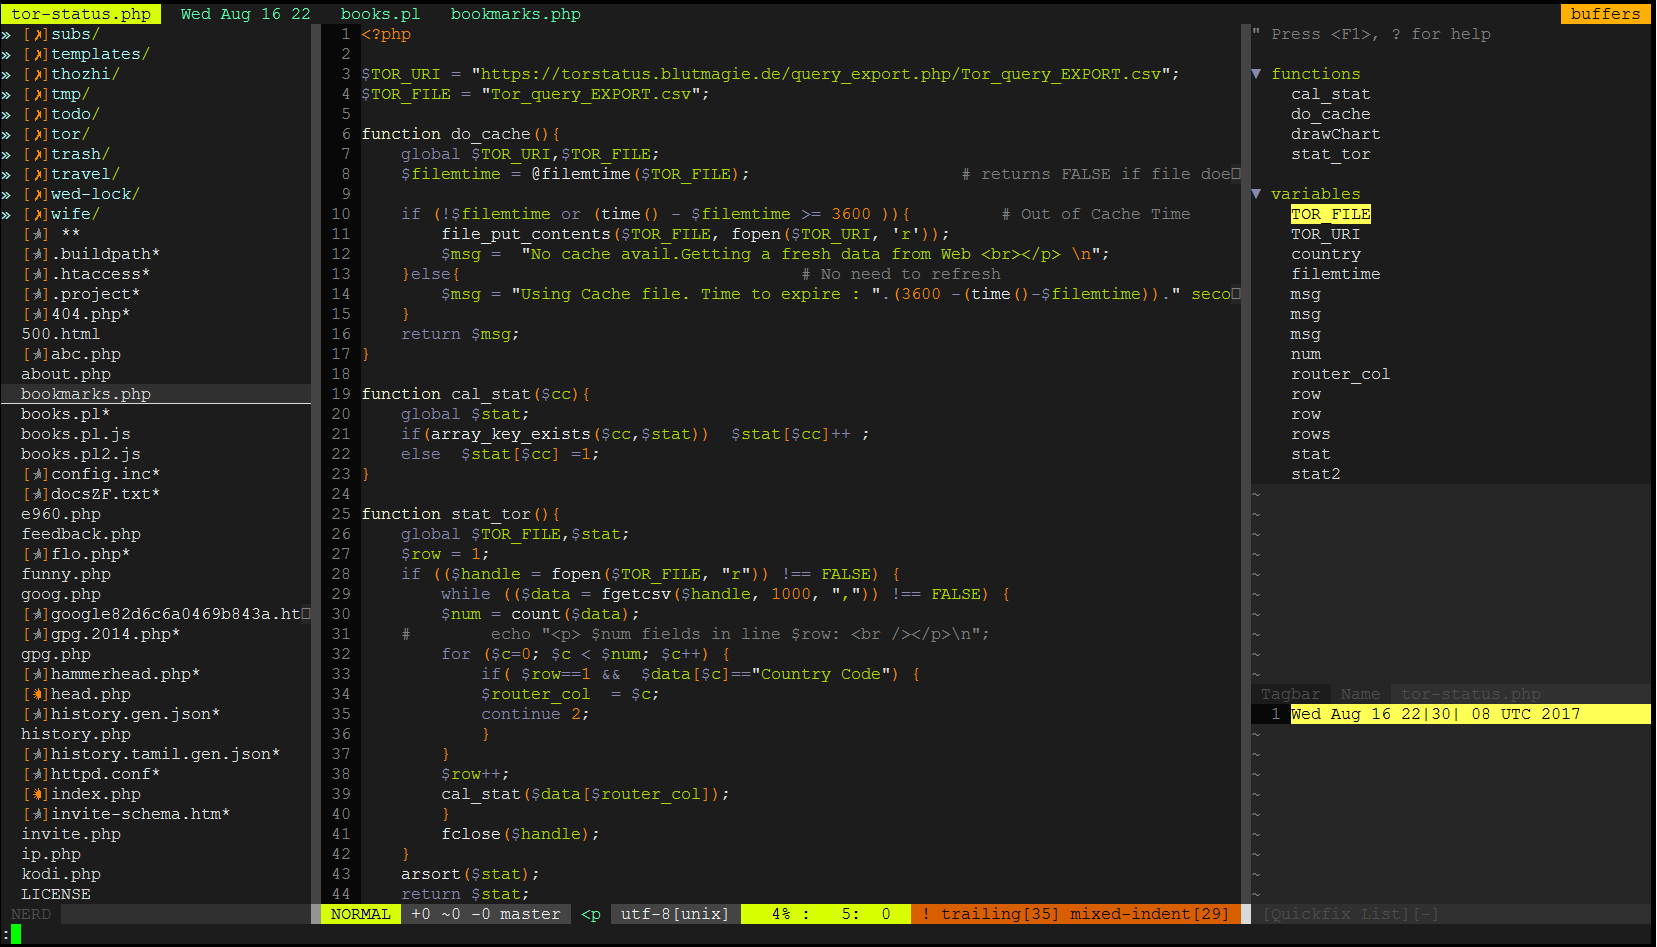 tor-status.php Wed Aug 16 22 books.pl bookmarks.php buffers
» [✗]subs/
» [✗]templates/
» [✗]thozhi/
» [✗]tmp/
» [✗]todo/
» [✗]tor/
» [✗]trash/
» [✗]travel/
» [✗]wed-lock/
» [✗]wife/
[✭] **
[✭].buildpath*
[✭].htaccess*
[✭].project*
[✭]404.php*
500.html
[✭]abc.php
about.php
bookmarks.php
books.pl*
books.pl.js
books.pl2.js
[✭]config.inc*
[✭]docsZF.txt*
e960.php
feedback.php
[✭]flo.php*
funny.php
goog.php
[✭]google82d6c6a0469b843a.ht
[✭]gpg.2014.php*
gpg.php
[✭]hammerhead.php*
[✹]head.php
[✭]history.gen.json*
history.php
[✭]history.tamil.gen.json*
[✭]httpd.conf*
[✹]index.php
[✭]invite-schema.htm*
invite.php
ip.php
kodi.php
LICENSE
NERD
1 <?php
2
3 $TOR_URI = "https://torstatus.blutmagie.de/query_export.php/Tor_query_EXPORT.csv";
4 $TOR_FILE = "Tor_query_EXPORT.csv";
5
6 function do_cache(){
7     global $TOR_URI,$TOR_FILE;
8     $filemtime = @filemtime($TOR_FILE);                     # returns FALSE if file doe
9
10     if (!$filemtime or (time() - $filemtime >= 3600 )){         # Out of Cache Time
11         file_put_contents($TOR_FILE, fopen($TOR_URI, 'r'));
12         $msg =  "No cache avail.Getting a fresh data from Web <br></p> \n";
13     }else{                                  # No need to refresh
14         $msg = "Using Cache file. Time to expire : ".(3600 -(time()-$filemtime))." seco
15     }
16     return $msg;
17 }
18
19 function cal_stat($cc){
20     global $stat;
21     if(array_key_exists($cc,$stat))  $stat[$cc]++ ;
22     else  $stat[$cc] =1;
23 }
24
25 function stat_tor(){
26     global $TOR_FILE,$stat;
27     $row = 1;
28     if (($handle = fopen($TOR_FILE, "r")) !== FALSE) {
29         while (($data = fgetcsv($handle, 1000, ",")) !== FALSE) {
30         $num = count($data);
31     #        echo "<p> $num fields in line $row: <br /></p>\n";
32         for ($c=0; $c < $num; $c++) {
33             if( $row==1 &&  $data[$c]=="Country Code") {
34             $router_col  = $c;
35             continue 2;
36             }
37         }
38         $row++;
39         cal_stat($data[$router_col]);
40         }
41         fclose($handle);
42     }
43     arsort($stat);
44     return $stat;
NORMAL +0 ~0 -0 master <p utf-8[unix] 4% : 5: 0 ! trailing[35] mixed-indent[29]
" Press <F1>, ? for help
▼ functions
cal_stat
do_cache
drawChart
stat_tor
▼ variables
TOR_FILE
TOR_URI
country
filemtime
msg
msg
msg
num
router_col
row
row
rows
stat
stat2
~
~
~
~
~
~
~
~
~
~
Tagbar Name tor-status.php
1 Wed Aug 16 22|30| 08 UTC 2017
~
~
~
~
~
~
~
~
~
[Quickfix List][-]
: